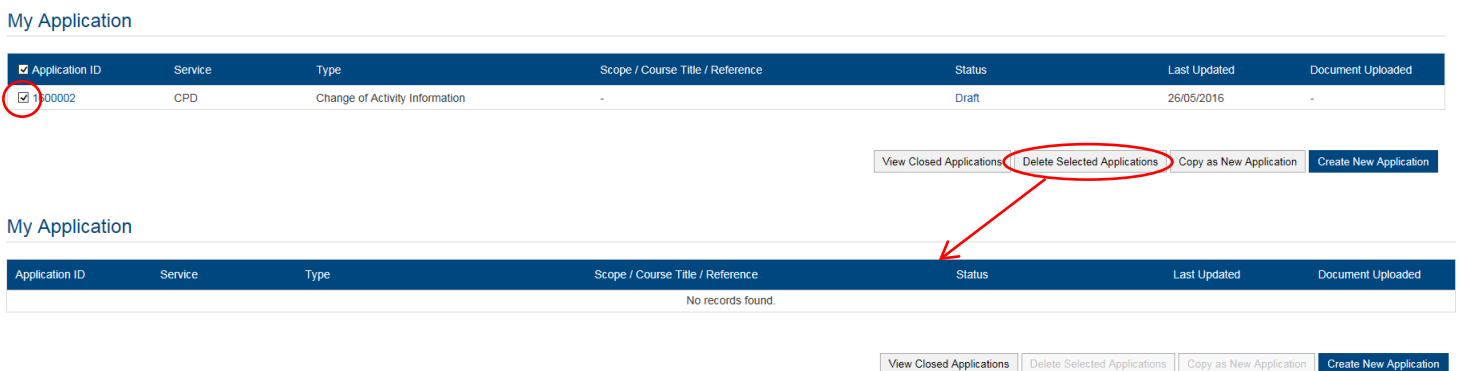 My Application
Application ID Service Type Scope / Course Title / Reference Status Last Updated Document Uploaded
1600002 CPD Change of Activity Information - Draft 26/05/2016 -
View Closed Applications Delete Selected Applications Copy as New Application Create New Application
My Application
Application ID Service Type Scope / Course Title / Reference Status Last Updated Document Uploaded
No records found.
View Closed Applications Delete Selected Applications Copy as New Application Create New Application